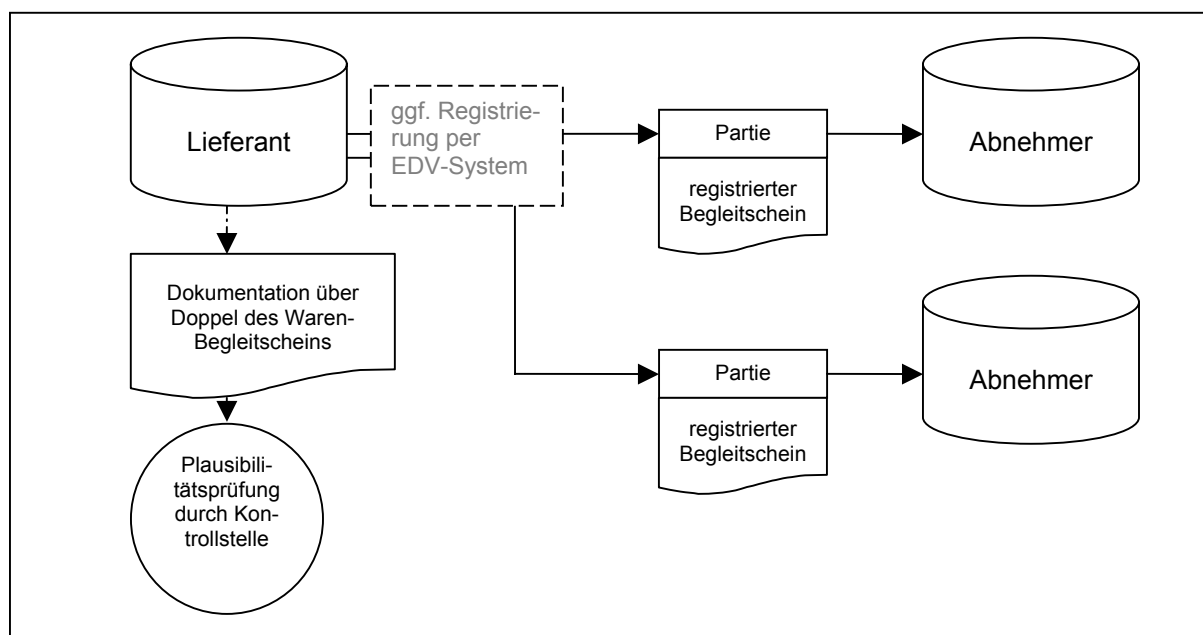 Lieferant
ggf. Registrie-
rung per
EDV-System
Partie
registrierter
Begleitschein
Abnehmer
Dokumentation über
Doppel des Waren-
Begleitscheins
Partie
registrierter
Begleitschein
Abnehmer
Plausibili-
tätsprüfung
durch Kon-
trollstelle